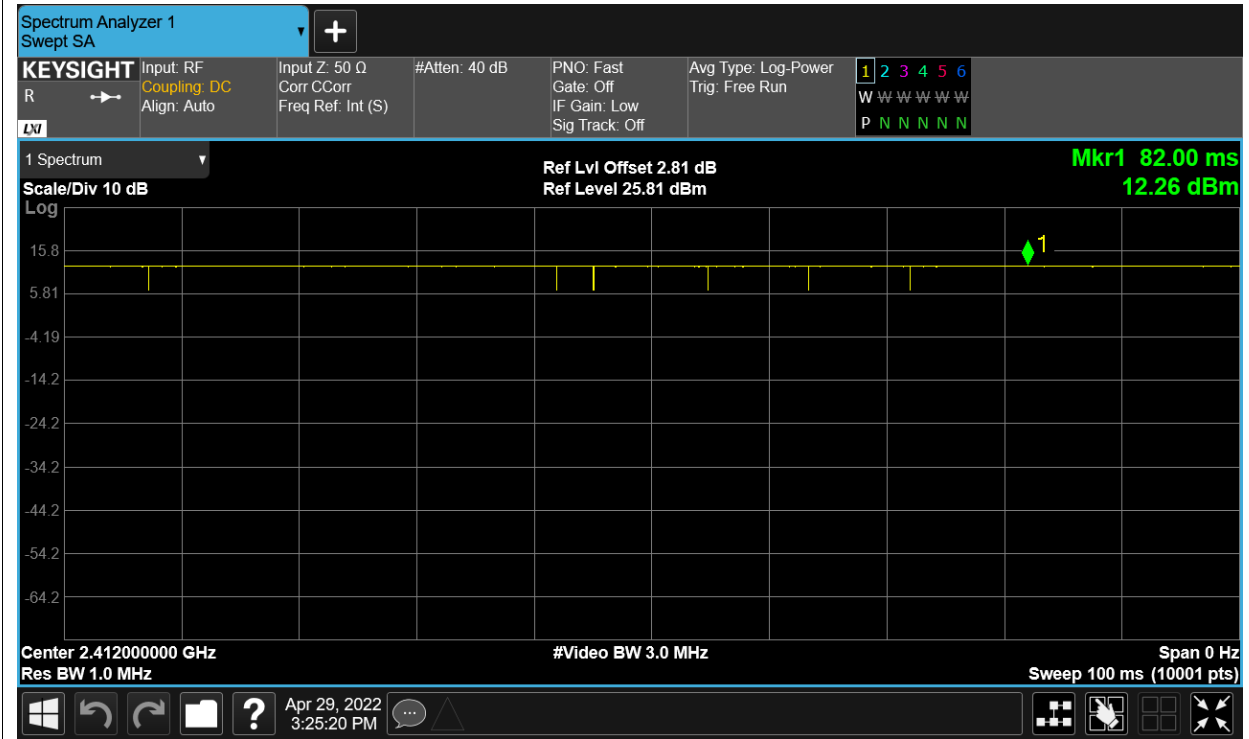 Spectrum Analyzer 1
Swept SA
KEYSIGHT
R
LXI
Input: RF
Coupling: DC
Align: Auto
Input Z: 50 Ω
Corr CCorr
Freq Ref: Int (S)
#Atten: 40 dB
PNO: Fast
Gate: Off
IF Gain: Low
Sig Track: Off
Avg Type: Log-Power
Trig: Free Run
1 2 3 4 5 6
W W W W W W
P N N N N N
1 Spectrum
Scale/Div 10 dB
Log
Ref Lvl Offset 2.81 dB
Ref Level 25.81 dBm
Mkr1 82.00 ms
12.26 dBm
1
15.8
5.81
-4.19
-14.2
-24.2
-34.2
-44.2
-54.2
-64.2
Center 2.412000000 GHz
Res BW 1.0 MHz
#Video BW 3.0 MHz
Span 0 Hz
Sweep 100 ms (10001 pts)
?
Apr 29, 2022
3:25:20 PM